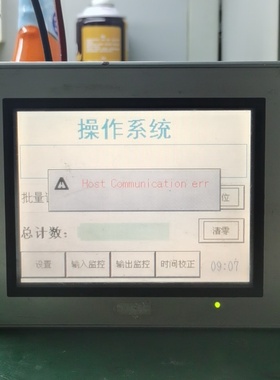 操作系统
Host Communication err
批量
位
总计数：
清零
设置 输入监控 输出监控 时间校正 09:07